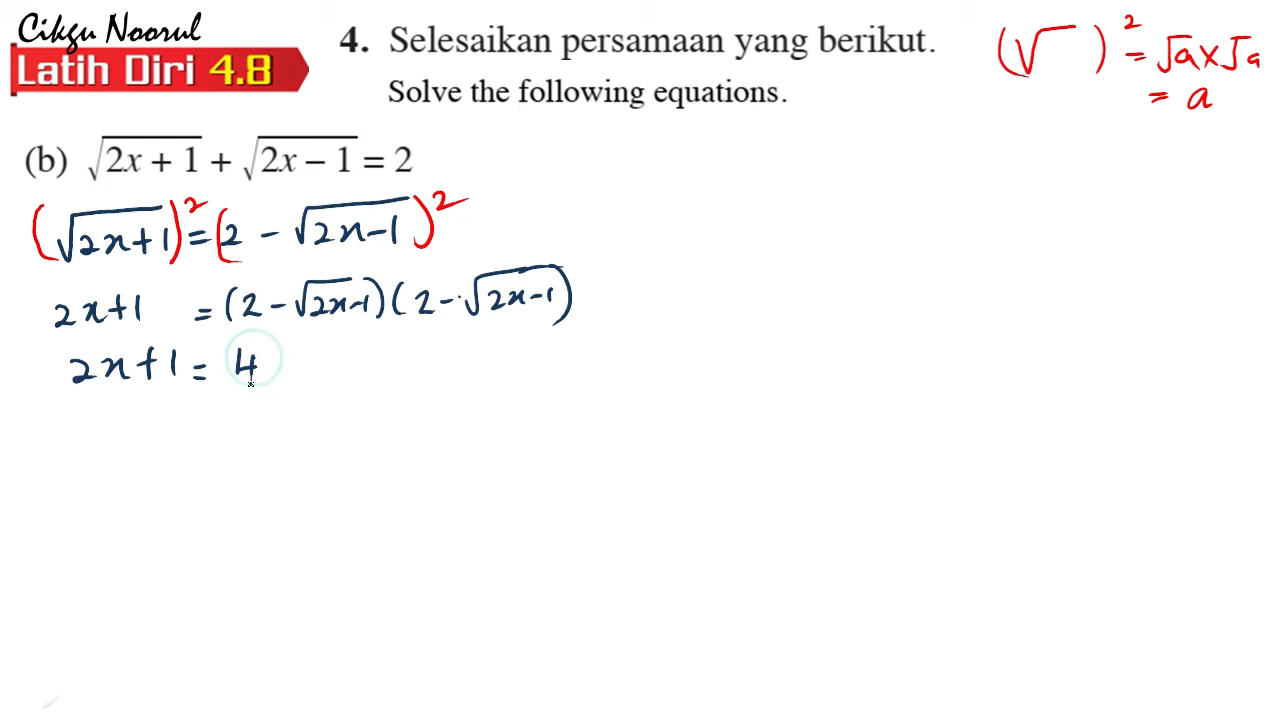 Cikgu Noorul
Latih Diri 4.8
4. Selesaikan persamaan yang berikut.
Solve the following equations.
(√ )² = √a × √a
= a
(b) √(2x + 1) + √(2x − 1) = 2
(√(2x+1))² = (2 − √(2x−1))²
2x+1 = (2 − √(2x−1))(2 − √(2x−1))
2x+1 = 4